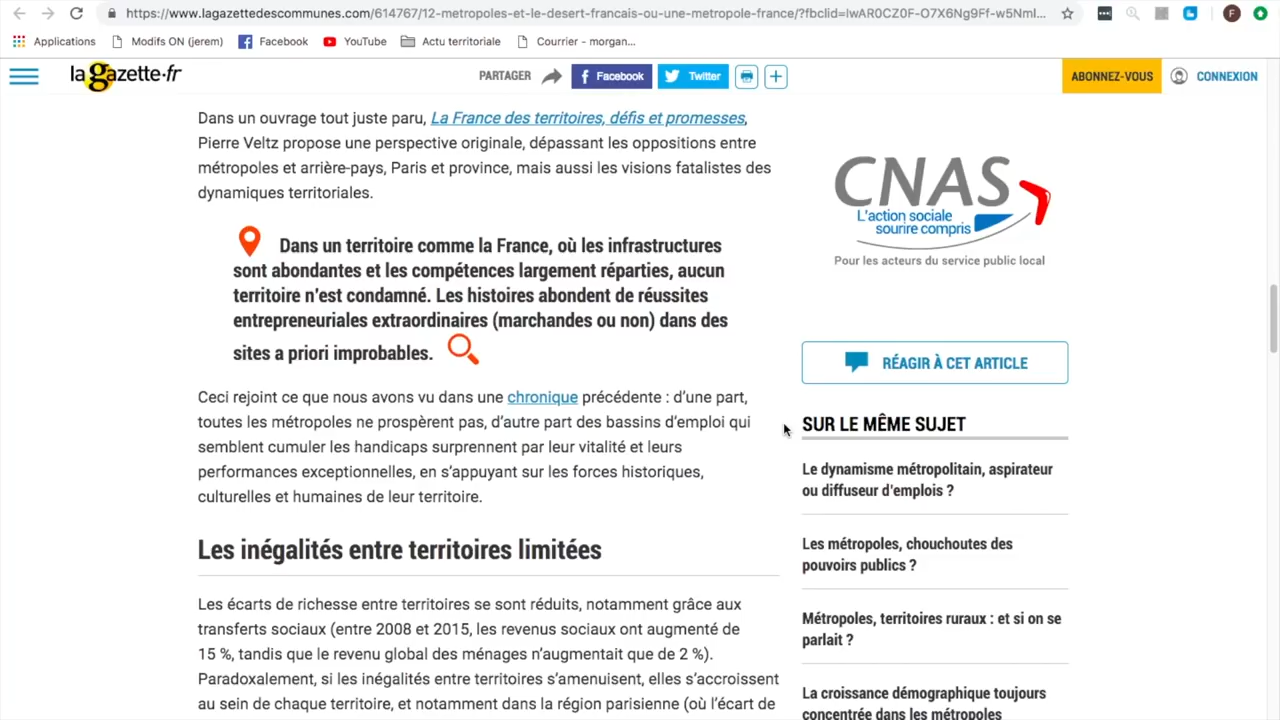 https://www.lagazettedescommunes.com/614767/12-metropoles-et-le-desert-francais-ou-une-metropole-france/?fbclid=IwAR0CZ0F-O7X6Ng9Ff-w5Nml...
F
Applications
Modifs ON (jerem)
Facebook
YouTube
Actu territoriale
Courrier - morgan...
la gazette.fr
PARTAGER
Facebook
Twitter
ABONNEZ-VOUS
CONNEXION
Dans un ouvrage tout juste paru, La France des territoires, défis et promesses,
Pierre Veltz propose une perspective originale, dépassant les oppositions entre
métropoles et arrière-pays, Paris et province, mais aussi les visions fatalistes des
dynamiques territoriales.
Dans un territoire comme la France, où les infrastructures
sont abondantes et les compétences largement réparties, aucun
territoire n'est condamné. Les histoires abondent de réussites
entrepreneuriales extraordinaires (marchandes ou non) dans des
sites a priori improbables.
Ceci rejoint ce que nous avons vu dans une chronique précédente : d'une part,
toutes les métropoles ne prospèrent pas, d'autre part des bassins d'emploi qui
semblent cumuler les handicaps surprennent par leur vitalité et leurs
performances exceptionnelles, en s'appuyant sur les forces historiques,
culturelles et humaines de leur territoire.
Les inégalités entre territoires limitées
Les écarts de richesse entre territoires se sont réduits, notamment grâce aux
transferts sociaux (entre 2008 et 2015, les revenus sociaux ont augmenté de
15 %, tandis que le revenu global des ménages n'augmentait que de 2 %).
Paradoxalement, si les inégalités entre territoires s'amenuisent, elles s'accroissent
au sein de chaque territoire, et notamment dans la région parisienne (où l'écart de
CNAS
L'action sociale
sourire compris
Pour les acteurs du service public local
RÉAGIR À CET ARTICLE
SUR LE MÊME SUJET
Le dynamisme métropolitain, aspirateur
ou diffuseur d'emplois ?
Les métropoles, chouchoutes des
pouvoirs publics ?
Métropoles, territoires ruraux : et si on se
parlait ?
La croissance démographique toujours
concentrée dans les métropoles